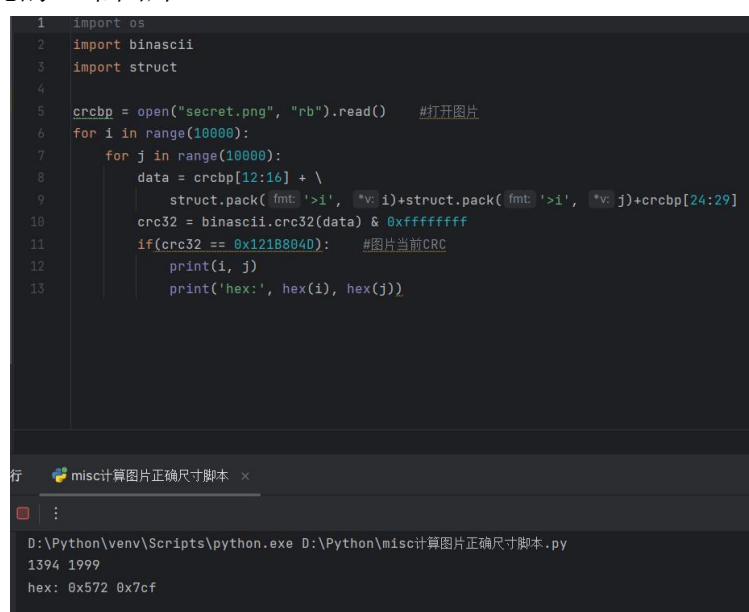 1 import os
2 import binascii
3 import struct
4
5 crcbp = open("secret.png", "rb").read() #打开图片
6 for i in range(10000):
7 for j in range(10000):
8 data = crcbp[12:16] + \
9 struct.pack( fmt: '>i', *v: i)+struct.pack( fmt: '>i', *v: j)+crcbp[24:29]
10 crc32 = binascii.crc32(data) & 0xffffffff
11 if(crc32 == 0x121B804D): #图片当前CRC
12 print(i, j)
13 print('hex:', hex(i), hex(j))
行 misc计算图片正确尺寸脚本 ×
D:\Python\venv\Scripts\python.exe D:\Python\misc计算图片正确尺寸脚本.py
1394 1999
hex: 0x572 0x7cf